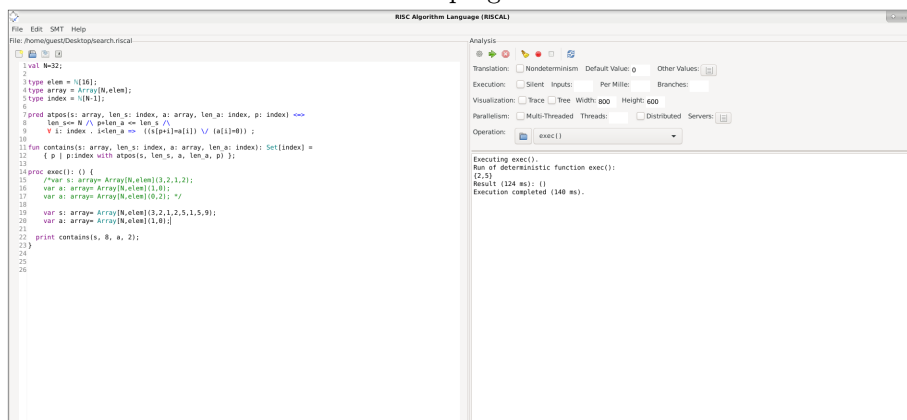 RISC Algorithm Language (RISCAL)
File Edit SMT Help
File: /home/guest/Desktop/search.riscal
1 val N=32;
2
3 type elem = ℕ[16];
4 type array = Array[N,elem];
5 type index = ℕ[N-1];
6
7 pred atpos(s: array, len_s: index, a: array, len_a: index, p: index) <=>
8 len_s<= N /\ p+len_a <= len_s /\
9 ∀ i: index . i<len_a => ((s[p+i]=a[i]) \/ (a[i]=0)) ;
10
11 fun contains(s: array, len_s: index, a: array, len_a: index): Set[index] =
12 { p | p:index with atpos(s, len_s, a, len_a, p) };
13
14 proc exec(): () {
15 /*var s: array= Array[N,elem](3,2,1,2);
16 var a: array= Array[N,elem](1,0);
17 var a: array= Array[N,elem](0,2); */
18
19 var s: array= Array[N,elem](3,2,1,2,5,1,5,9);
20 var a: array= Array[N,elem](1,0);
21
22 print contains(s, 8, a, 2);
23 }
24
25
26
Analysis
Translation: Nondeterminism Default Value: 0 Other Values:
Execution: Silent Inputs: Per Mille: Branches:
Visualization: Trace Tree Width: 800 Height: 600
Parallelism: Multi-Threaded Threads: Distributed Servers:
Operation: exec()
Executing exec().
Run of deterministic function exec():
{2,5}
Result (124 ms): ()
Execution completed (140 ms).